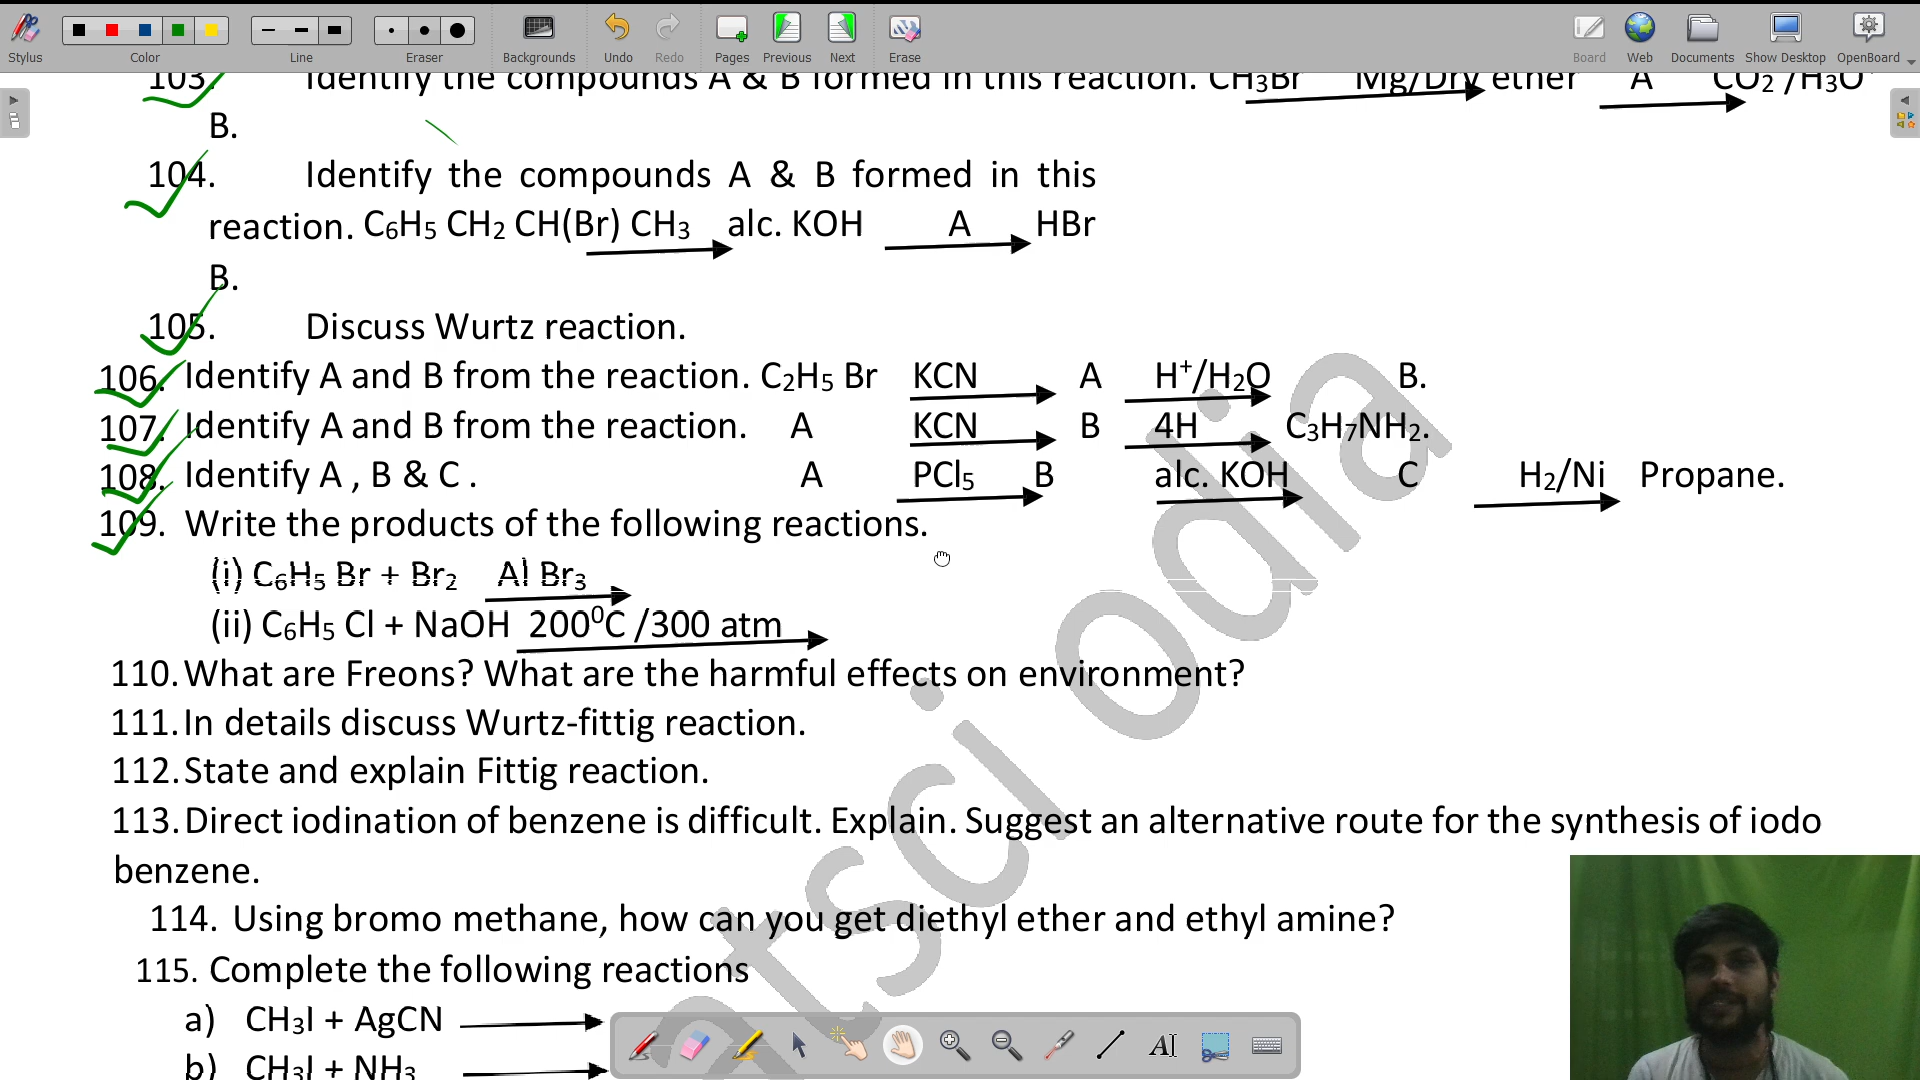 Stylus Color Line Eraser Backgrounds Undo Redo Pages Previous Next Erase Board Web Documents Show Desktop OpenBoard
103. Identify the compounds A & B formed in this reaction. CH3Br Mg/Dry ether A CO2 /H3O+
B.
104. Identify the compounds A & B formed in this
reaction. C6H5 CH2 CH(Br) CH3 alc. KOH A HBr
B.
105. Discuss Wurtz reaction.
106. Identify A and B from the reaction. C2H5 Br KCN A H+/H2O B.
107. Identify A and B from the reaction. A KCN B 4H C3H7NH2.
108. Identify A , B & C . A PCl5 B alc. KOH C H2/Ni Propane.
109. Write the products of the following reactions.
(i) C6H5 Br + Br2 Al Br3
(ii) C6H5 Cl + NaOH 200⁰C /300 atm
110. What are Freons? What are the harmful effects on environment?
111. In details discuss Wurtz-fittig reaction.
112. State and explain Fittig reaction.
113. Direct iodination of benzene is difficult. Explain. Suggest an alternative route for the synthesis of iodo
benzene.
114. Using bromo methane, how can you get diethyl ether and ethyl amine?
115. Complete the following reactions
a) CH3I + AgCN
b) CH3I + NH3
atsci odia